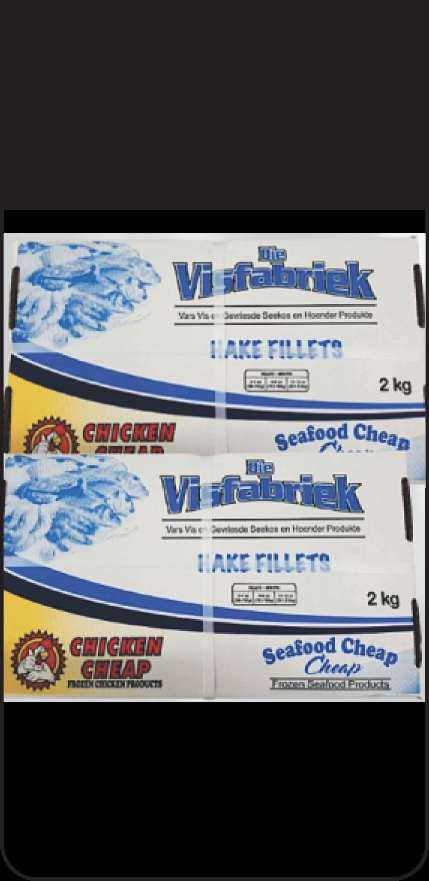 Die
Visfabriek
Vars Vis en Gevriesde Seekos en Hoender Produkte
HAKE FILLETS
2 kg
CHICKEN
CHEAP
Seafood Cheap
Cheap
Die
Visfabriek
Vars Vis en Gevriesde Seekos en Hoender Produkte
HAKE FILLETS
2 kg
CHICKEN
CHEAP
FROZEN CHICKEN PRODUCTS
Seafood Cheap
Cheap
Frozen Seafood Products